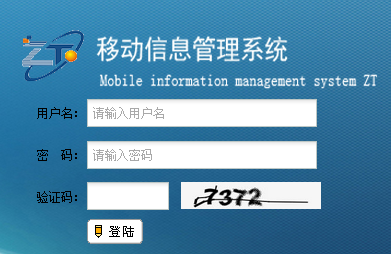 ZT
移动信息管理系统
Mobile information management system ZT
用户名： 请输入用户名
密 码： 请输入密码
验证码： 7372
登陆